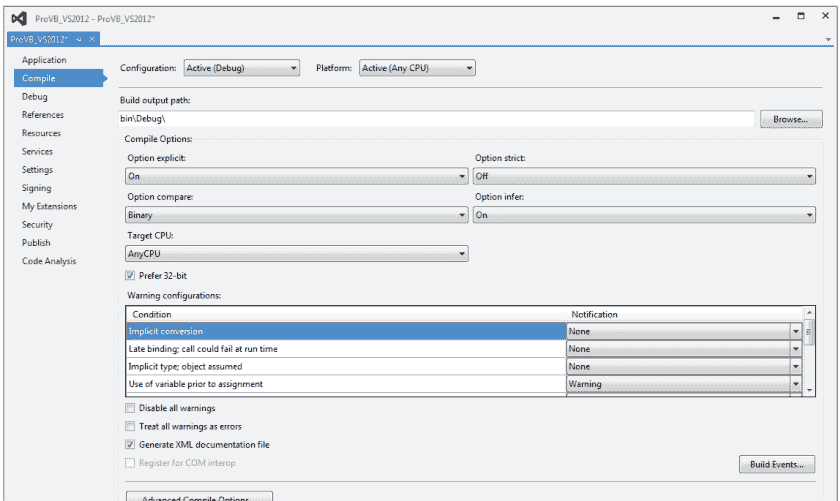 ProVB_VS2012 - ProVB_VS2012*
ProVB_VS2012*
Application
Compile
Debug
References
Resources
Services
Settings
Signing
My Extensions
Security
Publish
Code Analysis
Configuration: Active (Debug) Platform: Active (Any CPU)
Build output path:
bin\Debug\ Browse...
Compile Options:
Option explicit: Option strict:
On Off
Option compare: Option infer:
Binary On
Target CPU:
AnyCPU
Prefer 32-bit
Warning configurations:
Condition Notification
Implicit conversion None
Late binding; call could fail at run time None
Implicit type; object assumed None
Use of variable prior to assignment Warning
Disable all warnings
Treat all warnings as errors
Generate XML documentation file
Register for COM interop
Build Events...
Advanced Compile Options...